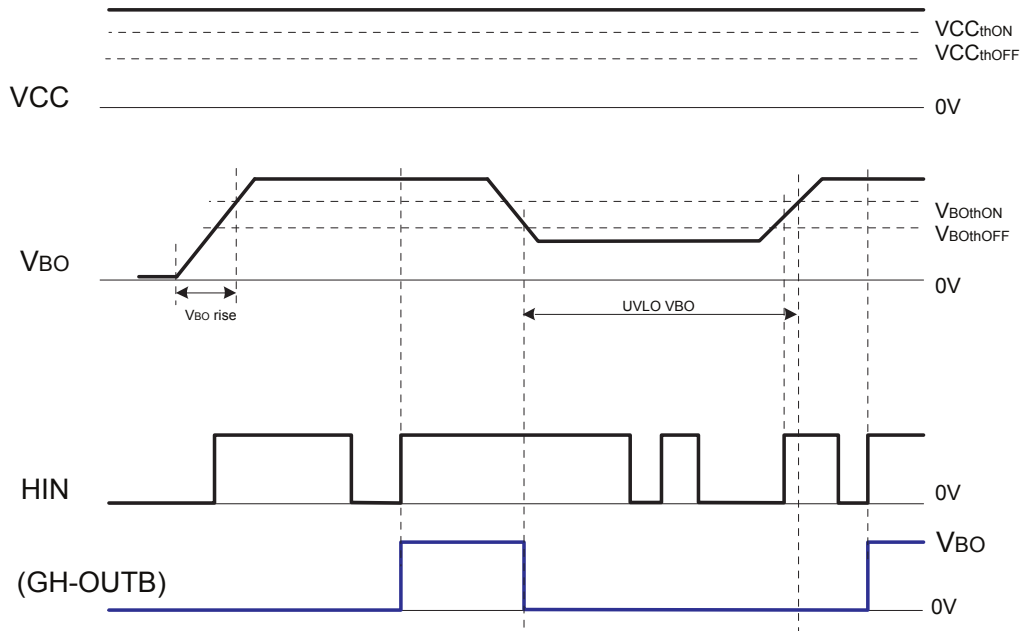 VCCthON
VCCthOFF
VCC
0V
VBOthON
VBOthOFF
VBO
0V
VBO rise
UVLO VBO
HIN
0V
VBO
(GH-OUTB)
0V